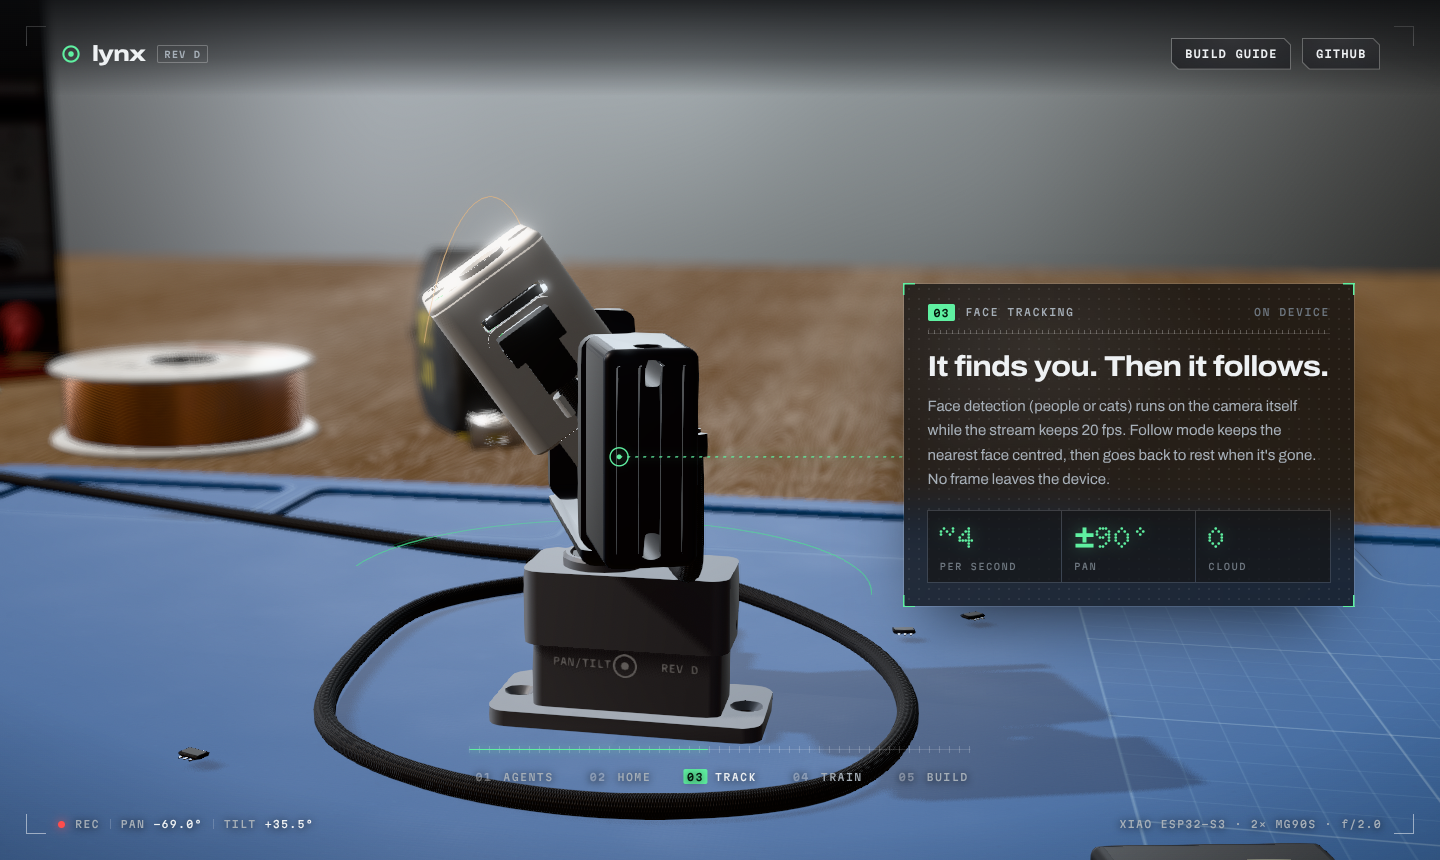 lynx REV D
BUILD GUIDE GITHUB
03 FACE TRACKING ON DEVICE
It finds you. Then it follows.
Face detection (people or cats) runs on the camera itself
while the stream keeps 20 fps. Follow mode keeps the
nearest face centred, then goes back to rest when it's gone.
No frame leaves the device.
~4 ±90° 0
PER SECOND PAN CLOUD
PAN/TILT REV D
01 AGENTS 02 HOME 03 TRACK 04 TRAIN 05 BUILD
REC PAN -69.0° TILT +35.5°
XIAO ESP32-S3 · 2× MG90S · f/2.0